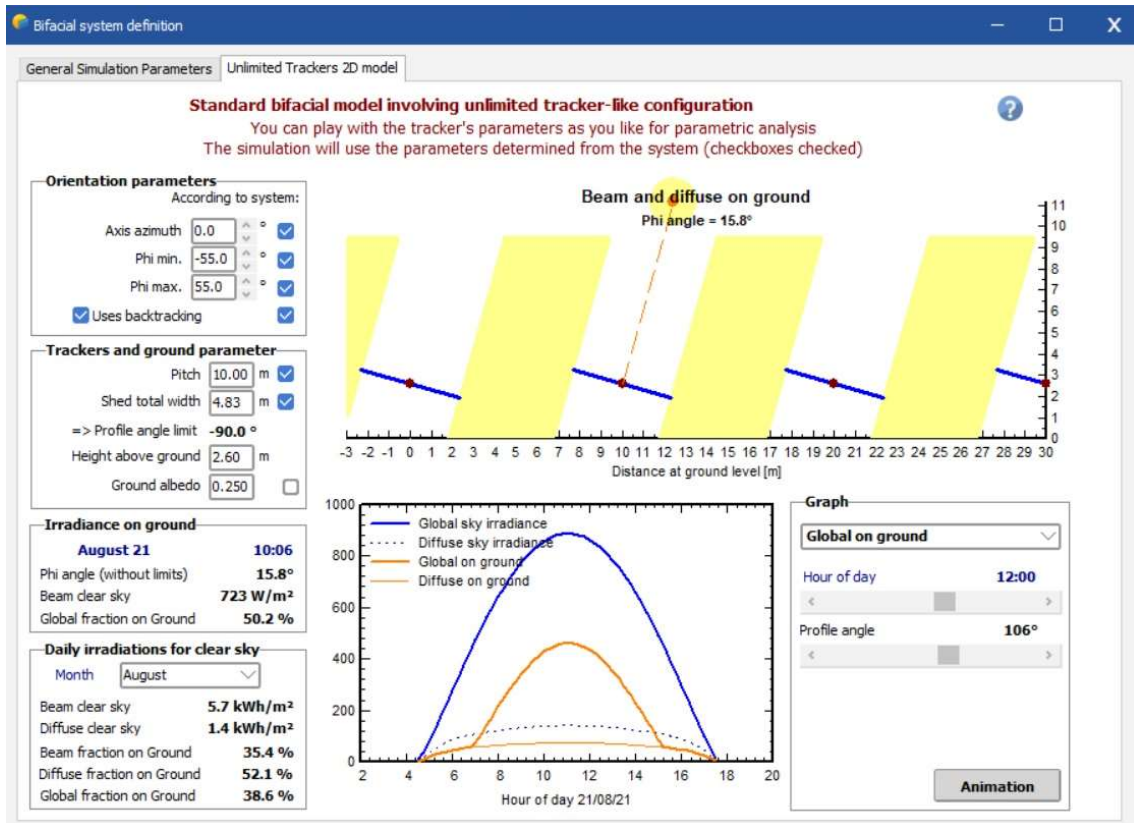 Bifacial system definition
General Simulation Parameters
Unlimited Trackers 2D model
Standard bifacial model involving unlimited tracker-like configuration
You can play with the tracker's parameters as you like for parametric analysis
The simulation will use the parameters determined from the system (checkboxes checked)
?
Orientation parameters
According to system:
Axis azimuth 0.0 °
Phi min. -55.0 °
Phi max. 55.0 °
Uses backtracking
Trackers and ground parameter
Pitch 10.00 m
Shed total width 4.83 m
=> Profile angle limit -90.0 °
Height above ground 2.60 m
Ground albedo 0.250
Irradiance on ground
August 21 10:06
Phi angle (without limits) 15.8°
Beam clear sky 723 W/m²
Global fraction on Ground 50.2 %
Daily irradiations for clear sky
Month August
Beam clear sky 5.7 kWh/m²
Diffuse clear sky 1.4 kWh/m²
Beam fraction on Ground 35.4 %
Diffuse fraction on Ground 52.1 %
Global fraction on Ground 38.6 %
Beam and diffuse on ground
Phi angle = 15.8°
11
10
9
8
7
6
5
4
3
2
1
0
-3 -2 -1 0 1 2 3 4 5 6 7 8 9 10 11 12 13 14 15 16 17 18 19 20 21 22 23 24 25 26 27 28 29 30
Distance at ground level [m]
1000
800
600
400
200
0
Global sky irradiance
Diffuse sky irradiance
Global on ground
Diffuse on ground
2 4 6 8 10 12 14 16 18 20
Hour of day 21/08/21
Graph
Global on ground
Hour of day 12:00
Profile angle 106°
Animation